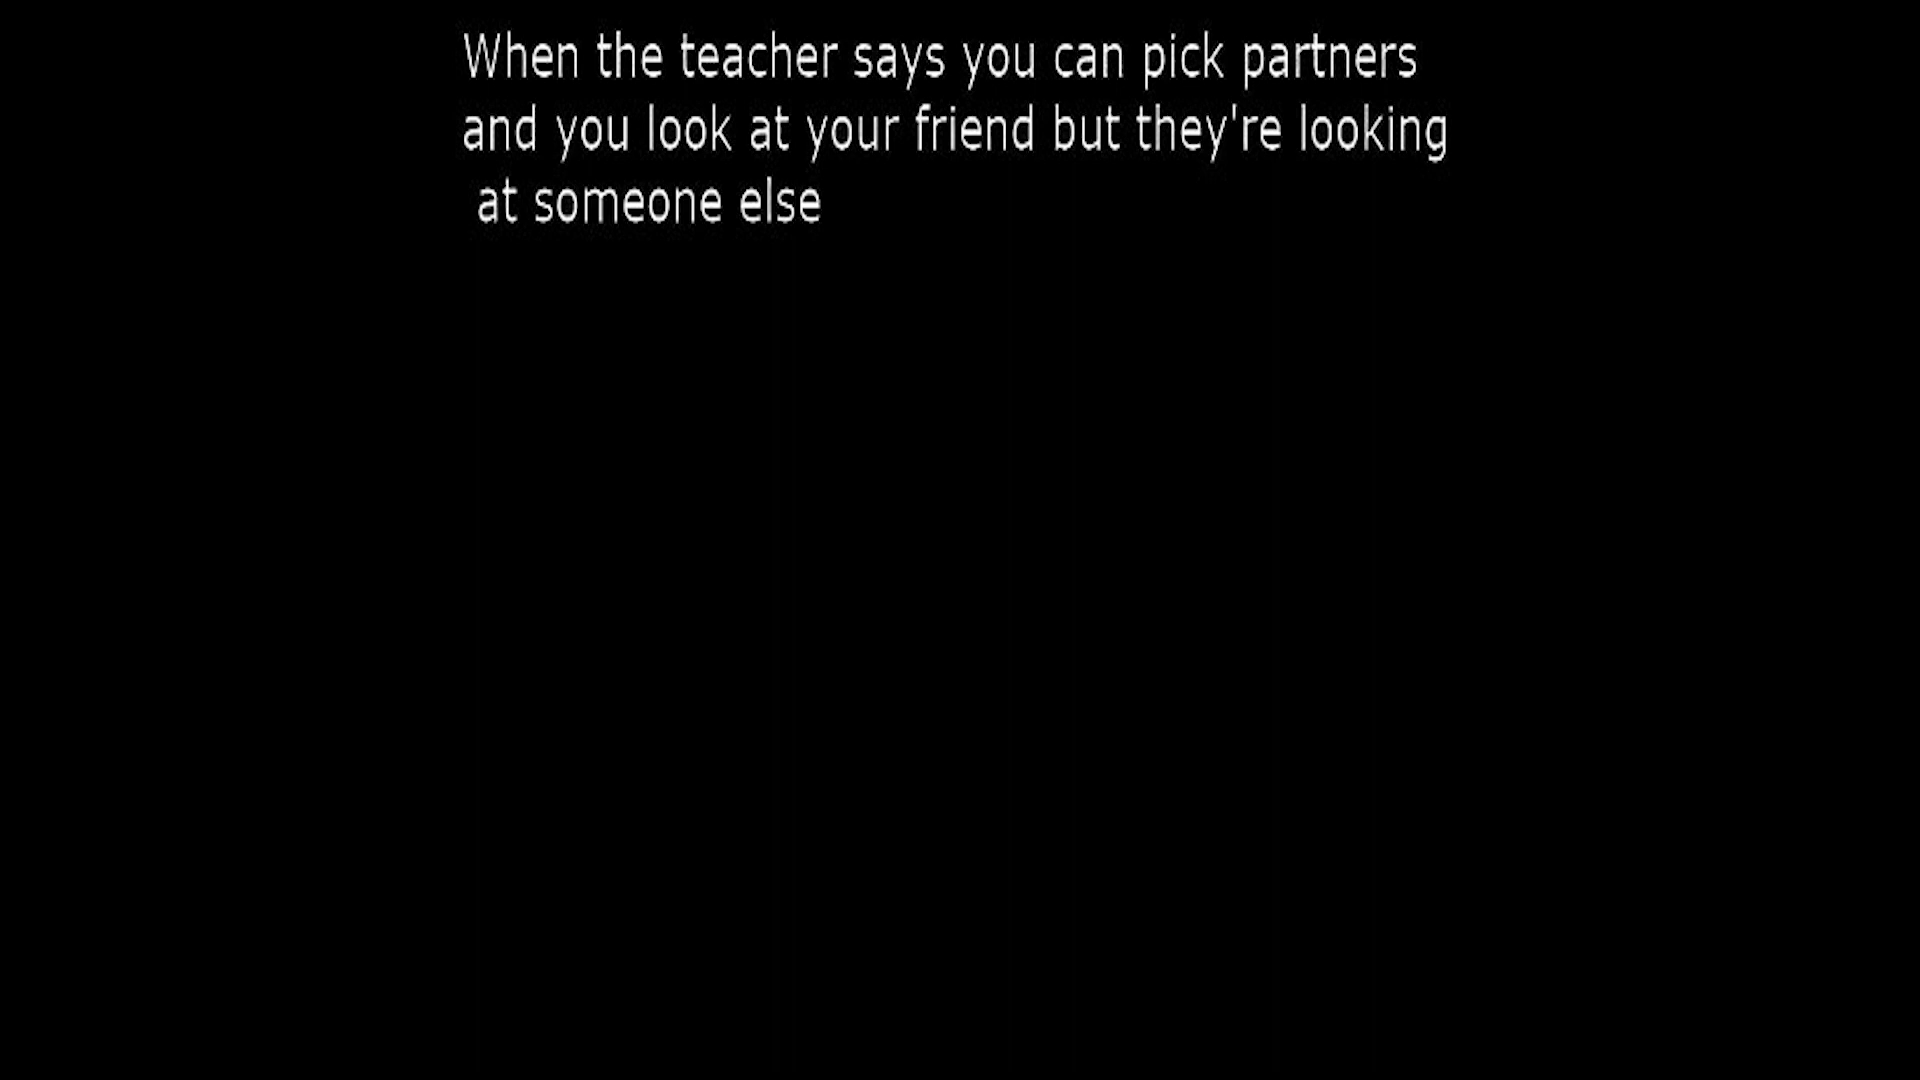 When the teacher says you can pick partners
and you look at your friend but they're looking
at someone else